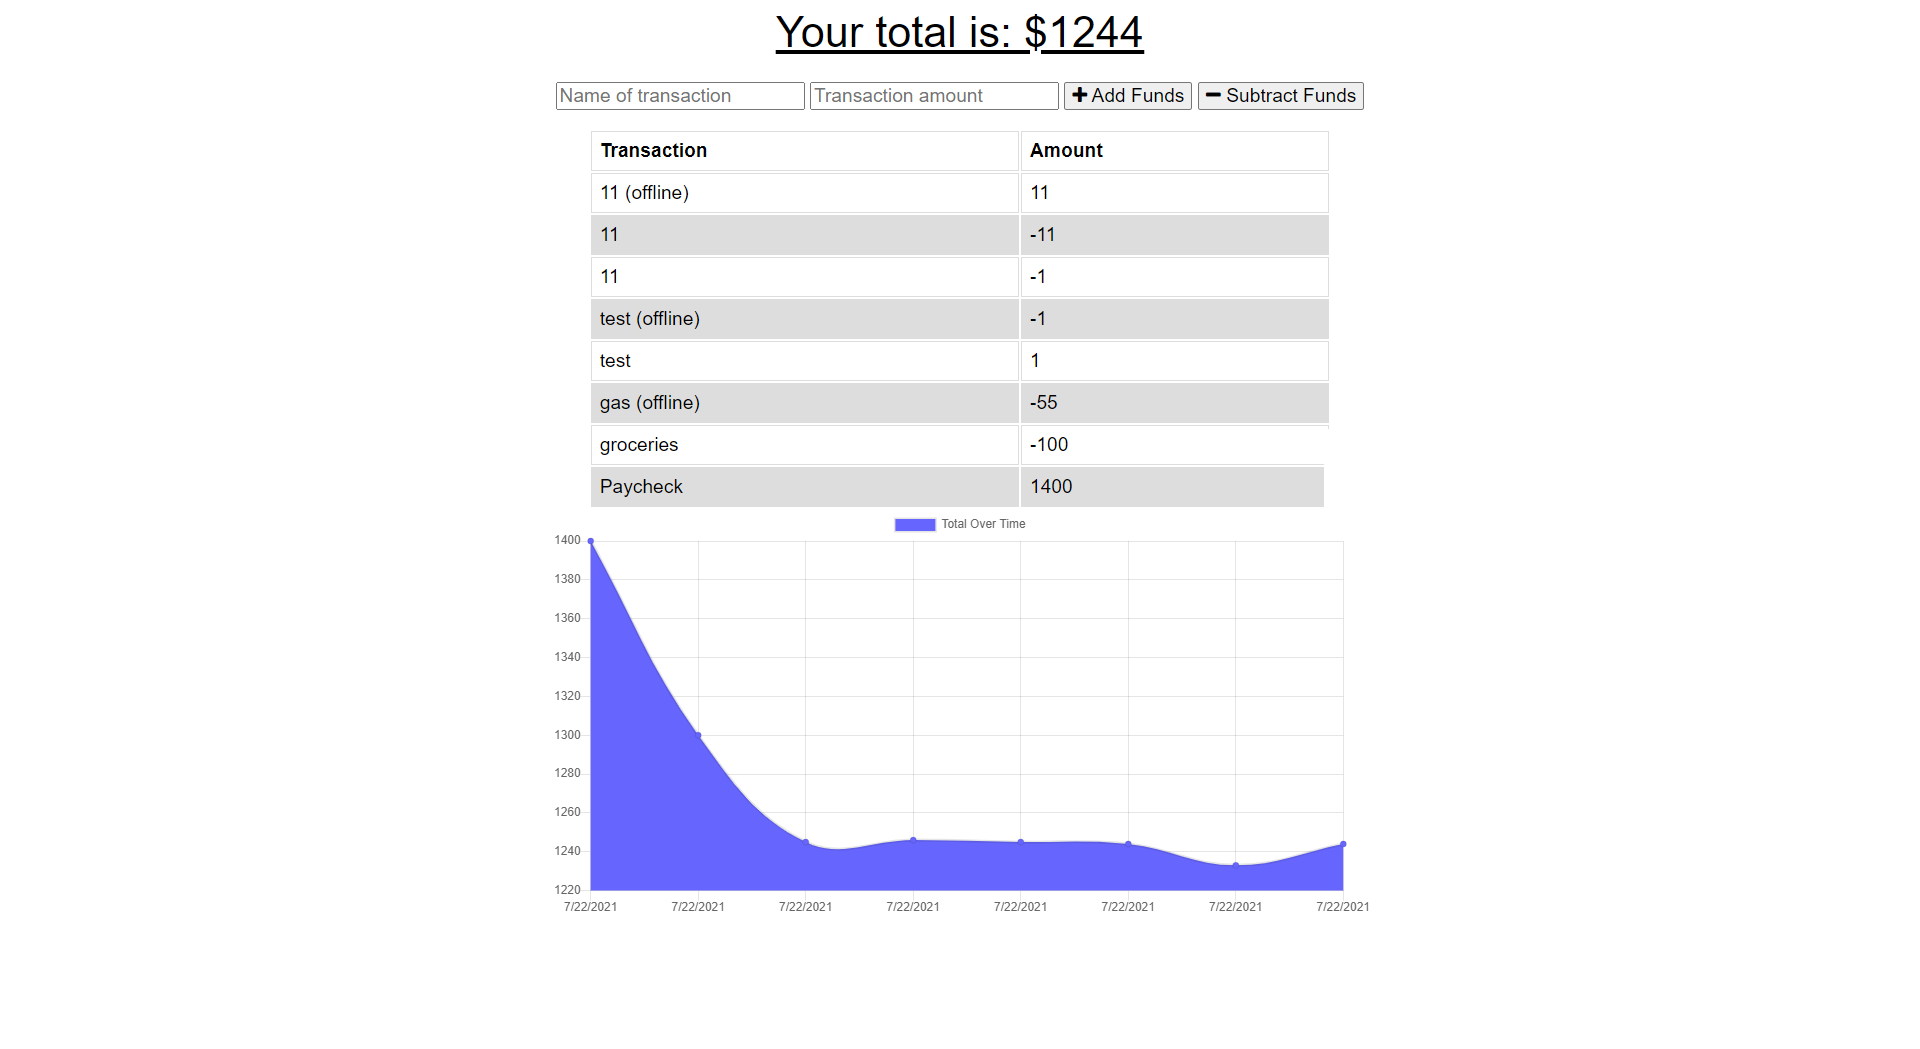 Your total is: $1244
Name of transaction Transaction amount Add Funds Subtract Funds
Transaction Amount
11 (offline) 11
11 -11
11 -1
test (offline) -1
test 1
gas (offline) -55
groceries -100
Paycheck 1400
Total Over Time
1400
1380
1360
1340
1320
1300
1280
1260
1240
1220
7/22/2021 7/22/2021 7/22/2021 7/22/2021 7/22/2021 7/22/2021 7/22/2021 7/22/2021